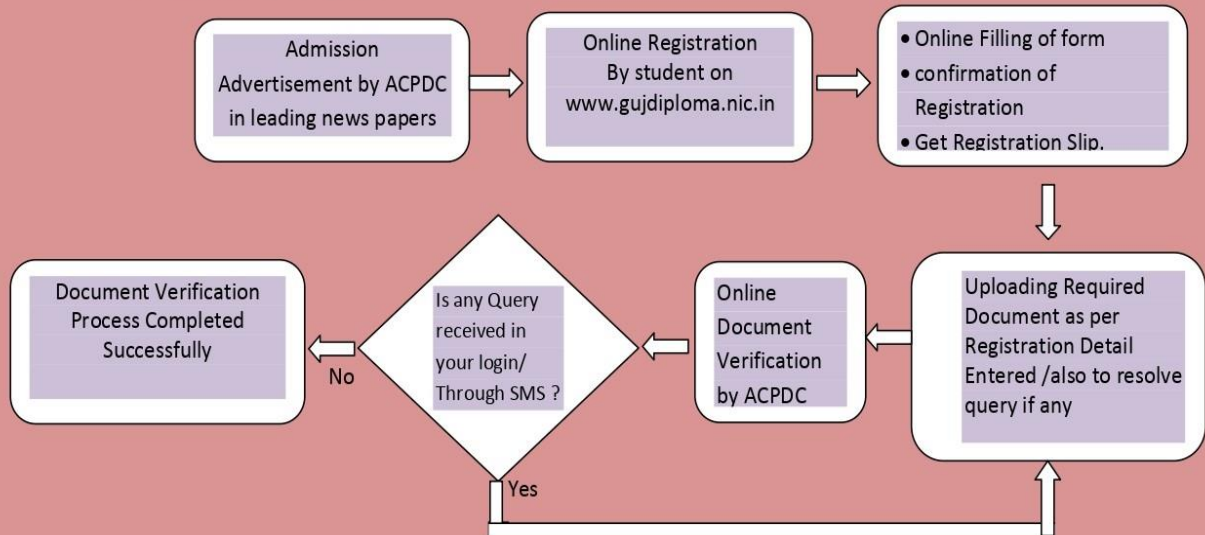 Admission
Advertisement by ACPDC
in leading news papers
Online Registration
By student on
www.gujdiploma.nic.in
• Online Filling of form
• confirmation of
Registration
• Get Registration Slip.
Uploading Required
Document as per
Registration Detail
Entered /also to resolve
query if any
Online
Document
Verification
by ACPDC
Is any Query
received in
your login/
Through SMS ?
No
Yes
Document Verification
Process Completed
Successfully